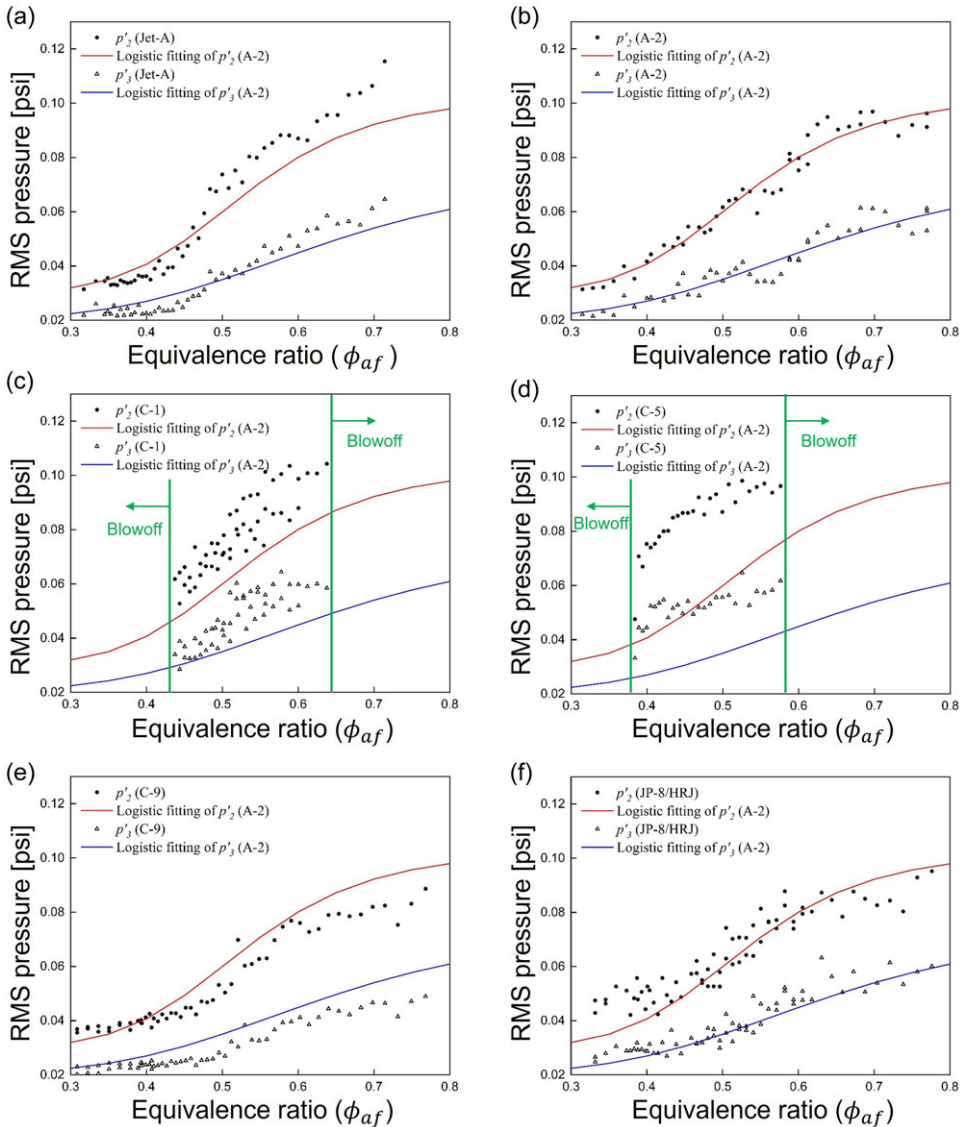 (a)
RMS pressure [psi]
0.12
0.10
0.08
0.06
0.04
0.02
p'2 (Jet-A)
Logistic fitting of p'2 (A-2)
p'3 (Jet-A)
Logistic fitting of p'3 (A-2)
0.3 0.4 0.5 0.6 0.7 0.8
Equivalence ratio (ϕaf)
(b)
RMS pressure [psi]
0.12
0.10
0.08
0.06
0.04
0.02
p'2 (A-2)
Logistic fitting of p'2 (A-2)
p'3 (A-2)
Logistic fitting of p'3 (A-2)
0.3 0.4 0.5 0.6 0.7 0.8
Equivalence ratio (ϕaf)
(c)
RMS pressure [psi]
0.12
0.10
0.08
0.06
0.04
0.02
p'2 (C-1)
Logistic fitting of p'2 (A-2)
p'3 (C-1)
Logistic fitting of p'3 (A-2)
Blowoff
Blowoff
0.3 0.4 0.5 0.6 0.7 0.8
Equivalence ratio (ϕaf)
(d)
RMS pressure [psi]
0.12
0.10
0.08
0.06
0.04
0.02
p'2 (C-5)
Logistic fitting of p'2 (A-2)
p'3 (C-5)
Logistic fitting of p'3 (A-2)
Blowoff
Blowoff
0.3 0.4 0.5 0.6 0.7 0.8
Equivalence ratio (ϕaf)
(e)
RMS pressure [psi]
0.12
0.10
0.08
0.06
0.04
0.02
p'2 (C-9)
Logistic fitting of p'2 (A-2)
p'3 (C-9)
Logistic fitting of p'3 (A-2)
0.3 0.4 0.5 0.6 0.7 0.8
Equivalence ratio (ϕaf)
(f)
RMS pressure [psi]
0.12
0.10
0.08
0.06
0.04
0.02
p'2 (JP-8/HRJ)
Logistic fitting of p'2 (A-2)
p'3 (JP-8/HRJ)
Logistic fitting of p'3 (A-2)
0.3 0.4 0.5 0.6 0.7 0.8
Equivalence ratio (ϕaf)